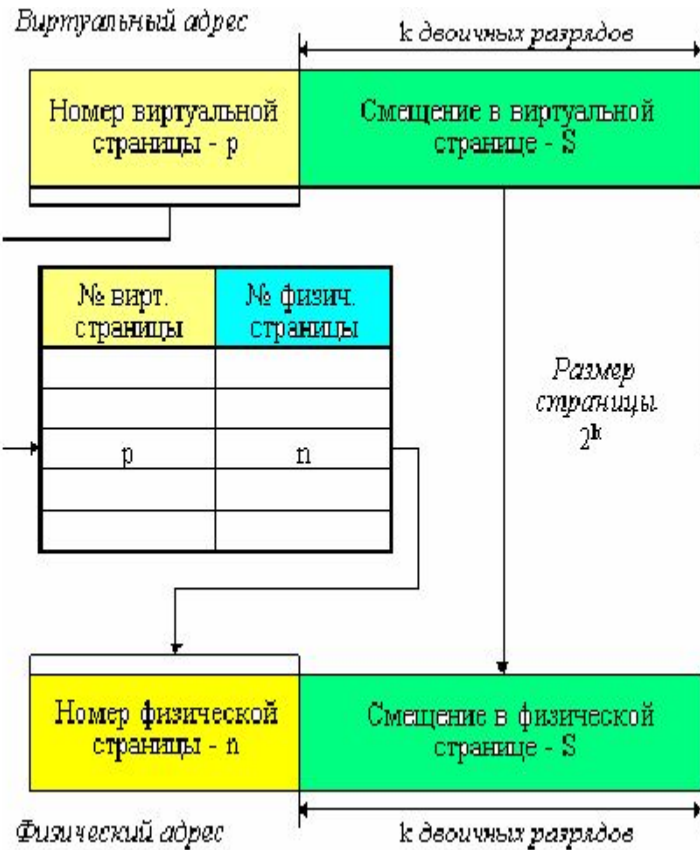 Виртуальный адрес
k двоичных разрядов
Номер виртуальной
страницы - p
Смещение в виртуальной
странице - S
№ вирт.
страницы
№ физич.
страницы
p
n
Размер
страницы
2ᵏ
Номер физической
страницы - n
Смещение в физической
странице - S
Физический адрес
k двоичных разрядов